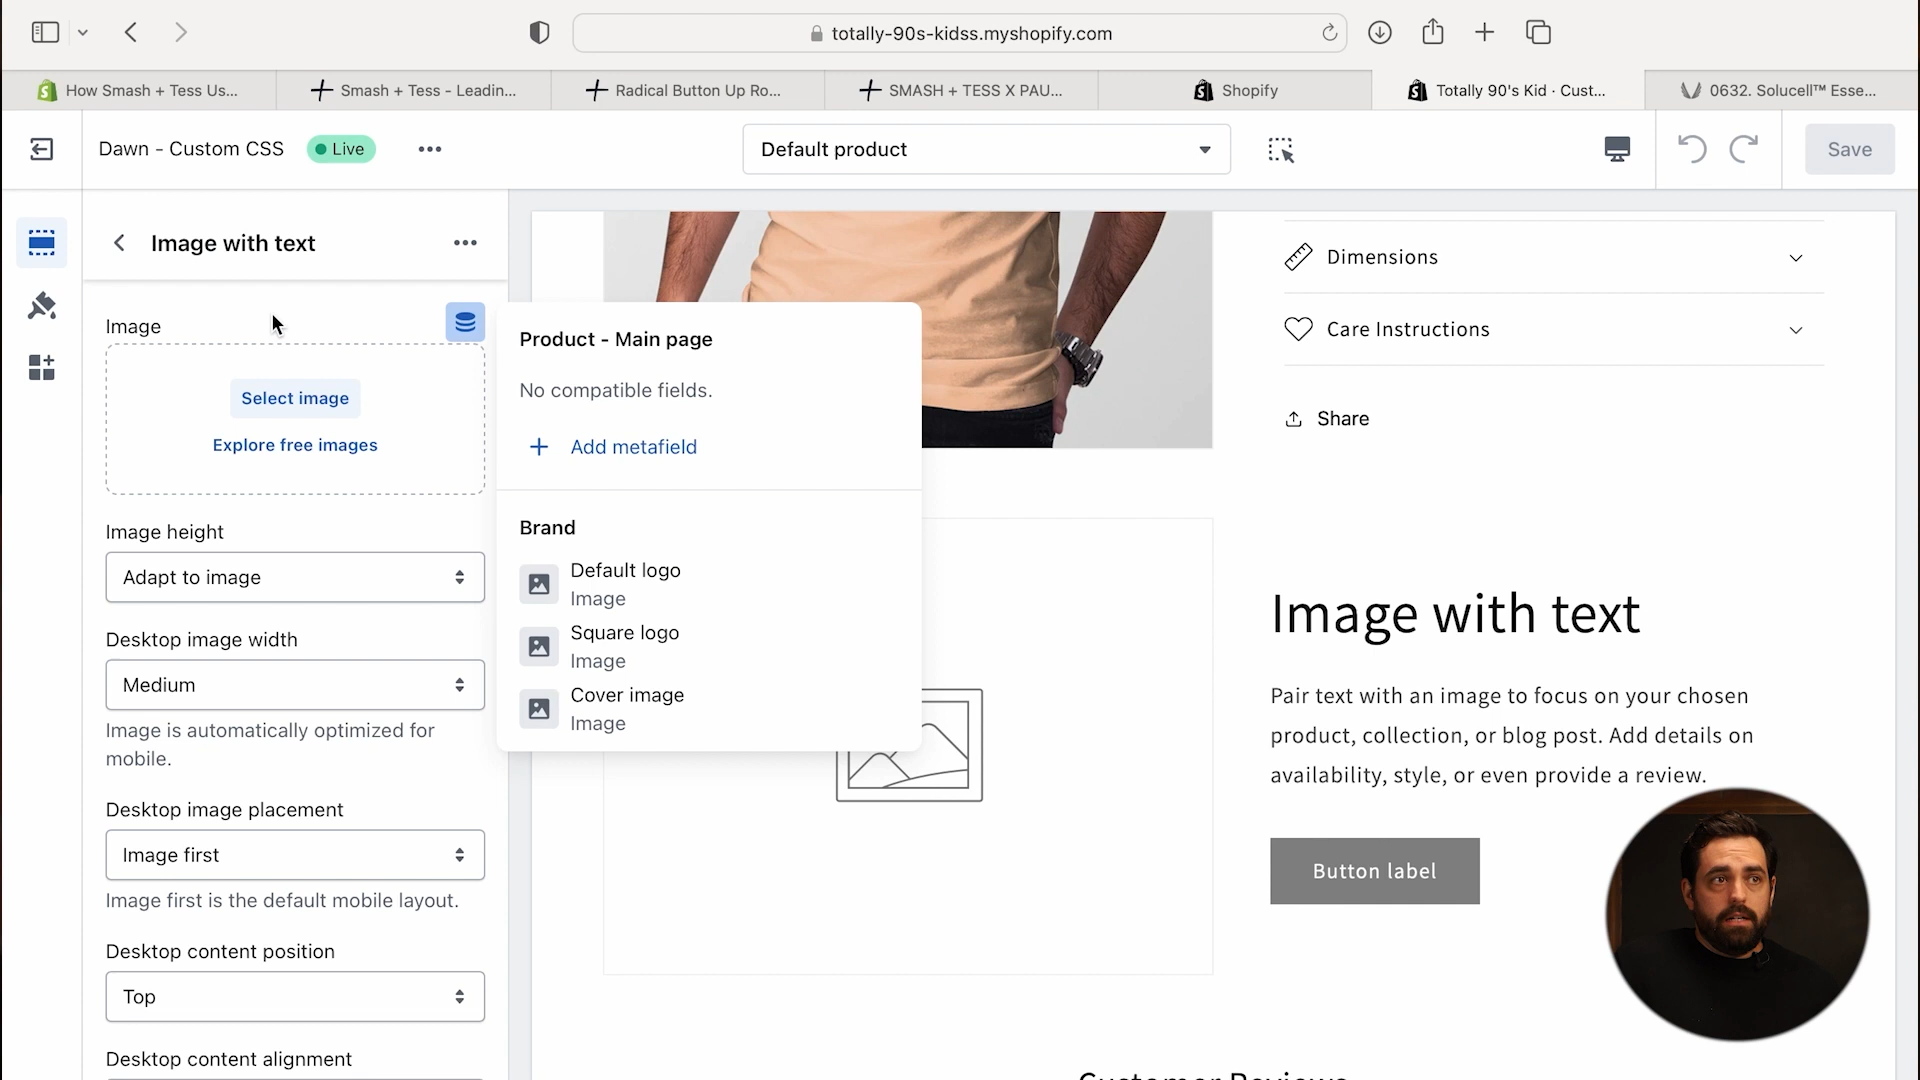 totally-90s-kidss.myshopify.com
How Smash + Tess Us...
Smash + Tess - Leadin...
Radical Button Up Ro...
SMASH + TESS X PAU...
Shopify
Totally 90's Kid · Cust...
0632. Solucell™ Esse...
Dawn - Custom CSS
Live
Default product
Save
Image with text
Image
Select image
Explore free images
Image height
Adapt to image
Desktop image width
Medium
Image is automatically optimized for
mobile.
Desktop image placement
Image first
Image first is the default mobile layout.
Desktop content position
Top
Desktop content alignment
Product - Main page
No compatible fields.
Add metafield
Brand
Default logo
Image
Square logo
Image
Cover image
Image
Dimensions
Care Instructions
Share
Image with text
Pair text with an image to focus on your chosen
product, collection, or blog post. Add details on
availability, style, or even provide a review.
Button label
Customer Reviews